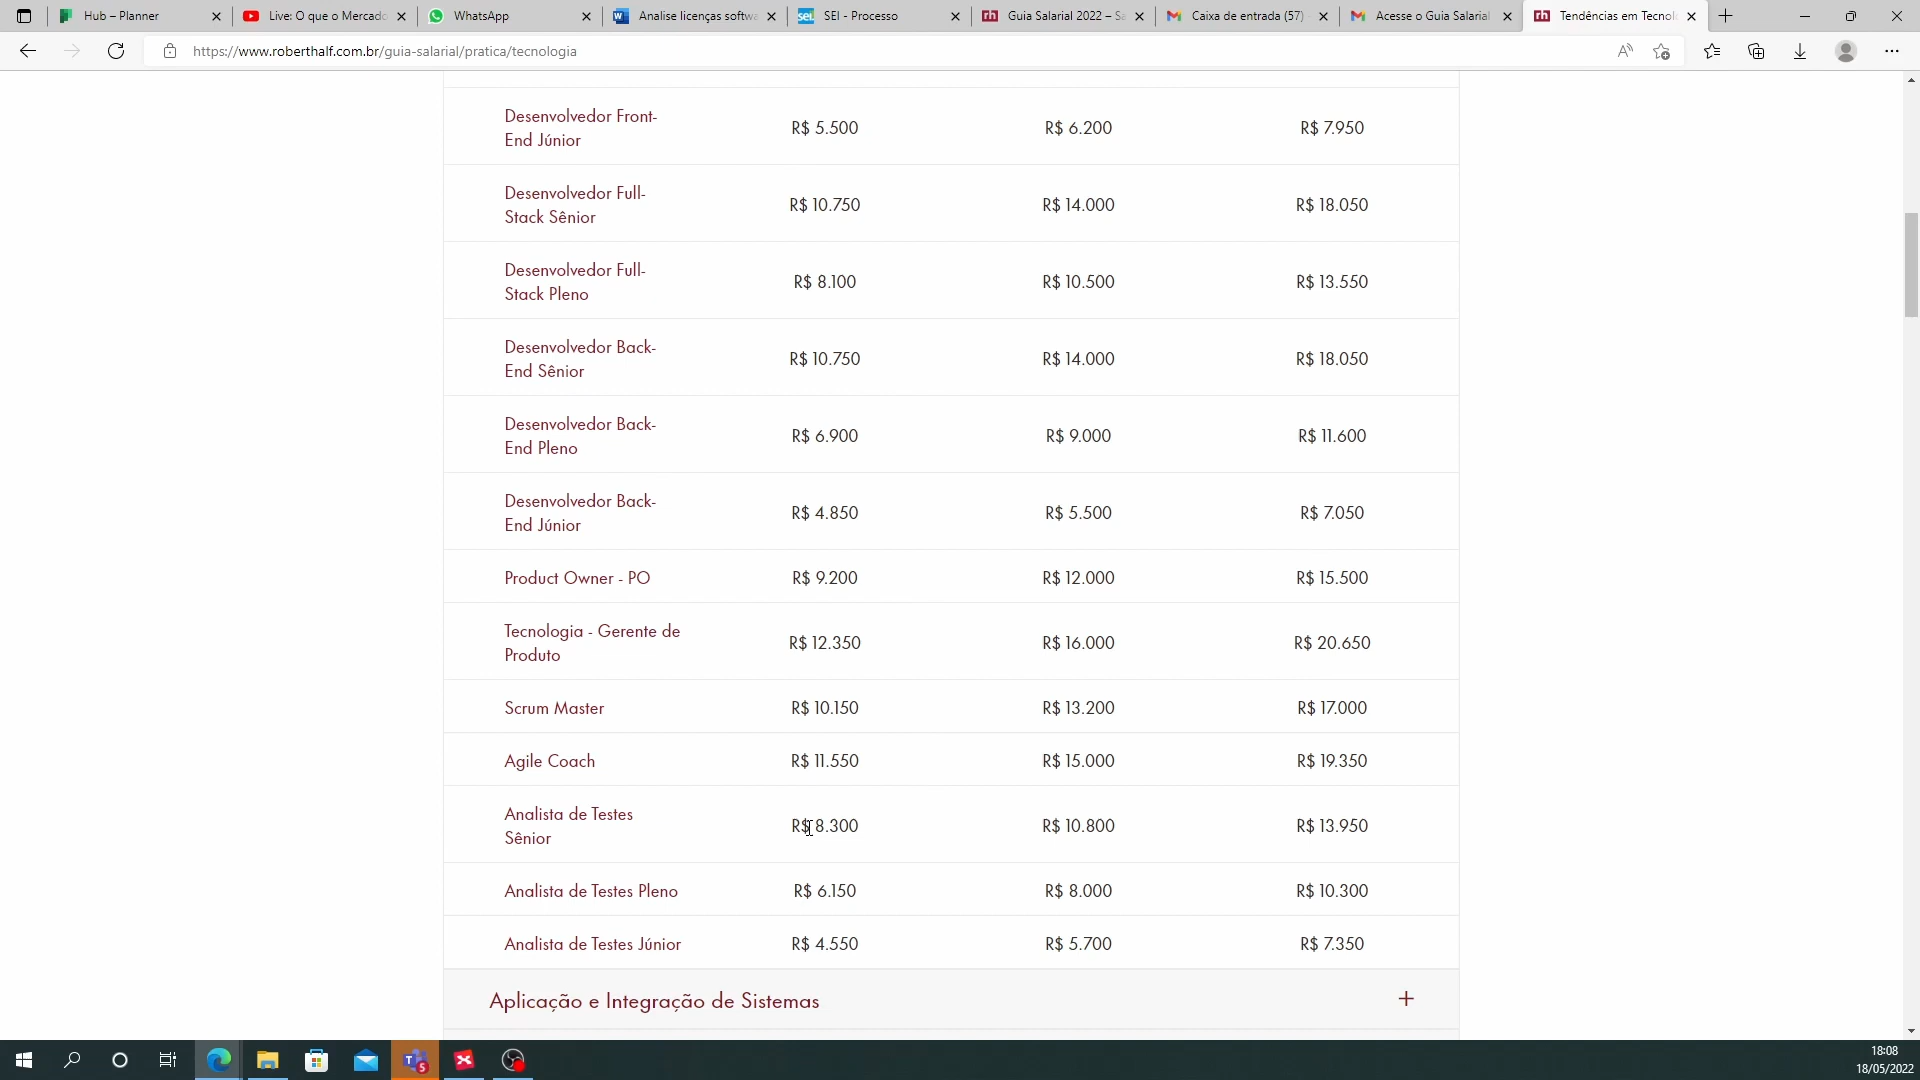 Hub – Planner
Live: O que o Mercado
WhatsApp
Analise licenças softwa
SEI - Processo
Guia Salarial 2022 – Sa
Caixa de entrada (57)
Acesse o Guia Salarial
Tendências em Tecnol
https://www.roberthalf.com.br/guia-salarial/pratica/tecnologia
Desenvolvedor Front-
End Júnior
R$ 5.500 R$ 6.200 R$ 7.950
Desenvolvedor Full-
Stack Sênior
R$ 10.750 R$ 14.000 R$ 18.050
Desenvolvedor Full-
Stack Pleno
R$ 8.100 R$ 10.500 R$ 13.550
Desenvolvedor Back-
End Sênior
R$ 10.750 R$ 14.000 R$ 18.050
Desenvolvedor Back-
End Pleno
R$ 6.900 R$ 9.000 R$ 11.600
Desenvolvedor Back-
End Júnior
R$ 4.850 R$ 5.500 R$ 7.050
Product Owner - PO R$ 9.200 R$ 12.000 R$ 15.500
Tecnologia - Gerente de
Produto
R$ 12.350 R$ 16.000 R$ 20.650
Scrum Master R$ 10.150 R$ 13.200 R$ 17.000
Agile Coach R$ 11.550 R$ 15.000 R$ 19.350
Analista de Testes
Sênior
R$ 8.300 R$ 10.800 R$ 13.950
Analista de Testes Pleno R$ 6.150 R$ 8.000 R$ 10.300
Analista de Testes Júnior R$ 4.550 R$ 5.700 R$ 7.350
Aplicação e Integração de Sistemas +
18:08
18/05/2022